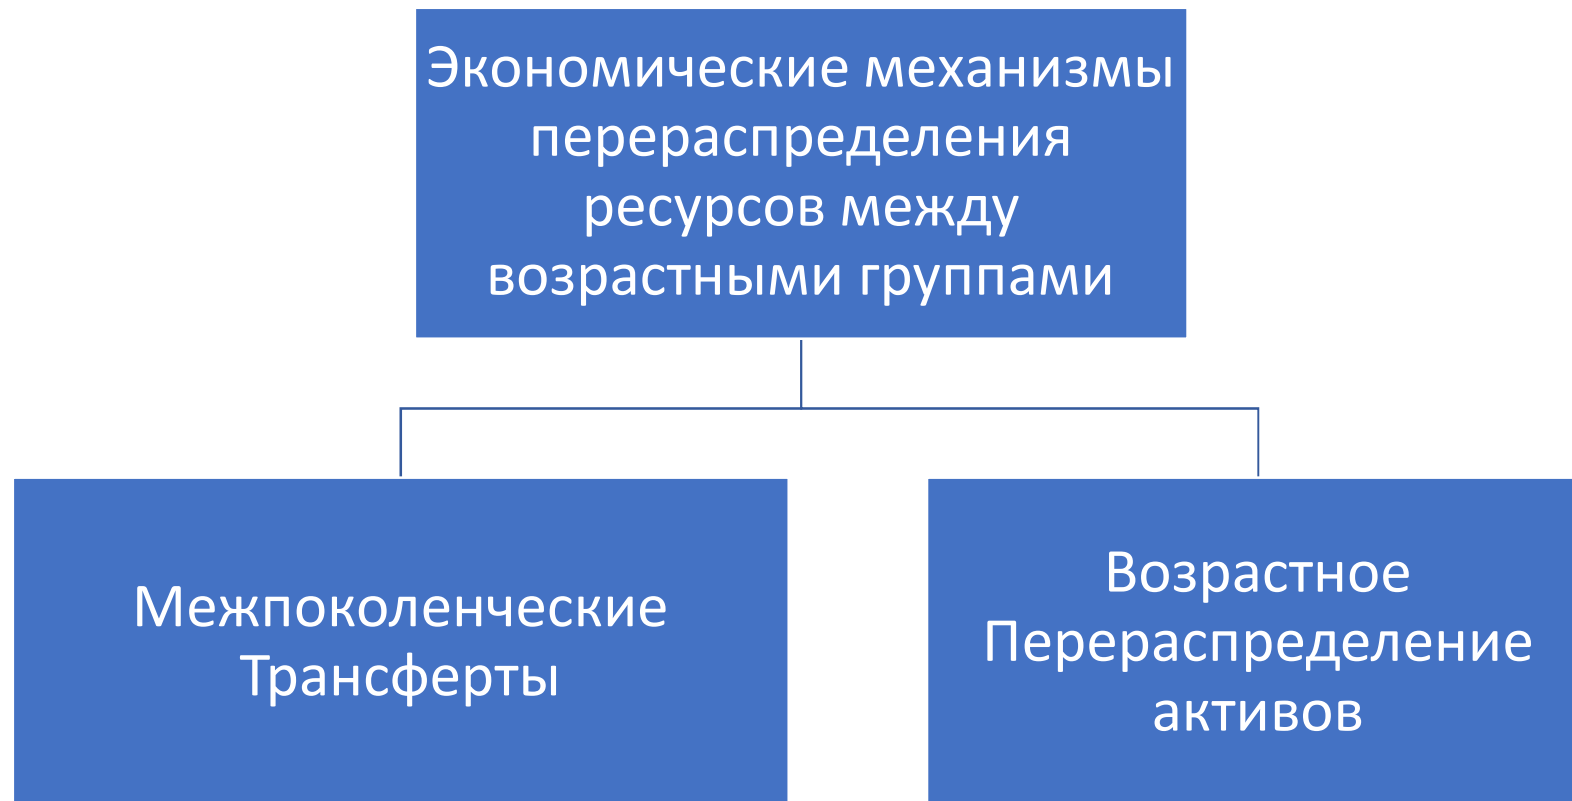 Экономические механизмы
перераспределения
ресурсов между
возрастными группами
Межпоколенческие
Трансферты
Возрастное
Перераспределение
активов